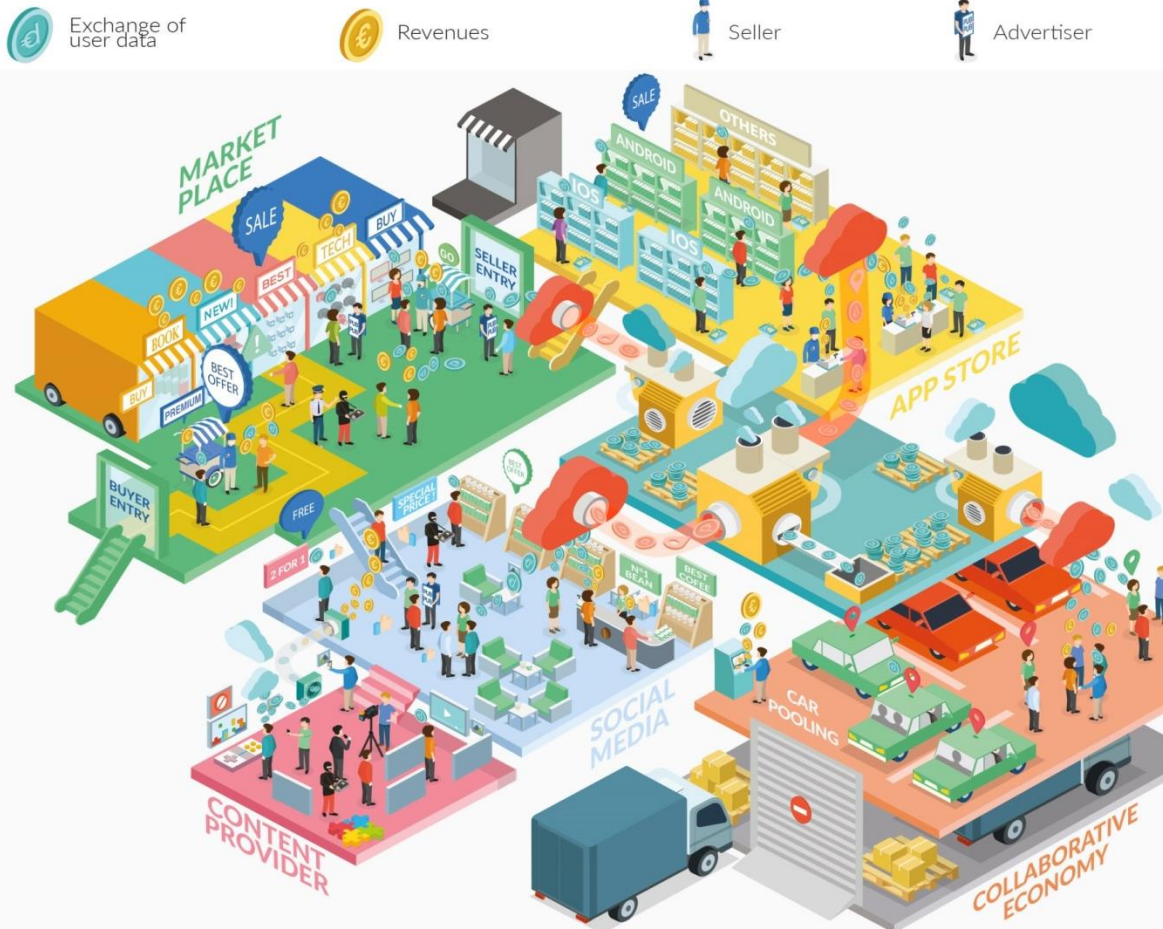 Exchange of
user data
Revenues
Seller
Advertiser
MARKET
PLACE
SALE
BUY
TECH
BEST
NEW!
BOOK
BUY
PREMIUM
BEST
OFFER
GO
SELLER
ENTRY
BUYER
ENTRY
SALE
OTHERS
ANDROID
IOS
ANDROID
IOS
APP STORE
FREE
SPECIAL
PRICE!
BEST
OFFER
2 FOR 1
N°1
BEAN
BEST
COFEE
SOCIAL
MEDIA
CONTENT
PROVIDER
CAR
POOLING
COLLABORATIVE
ECONOMY